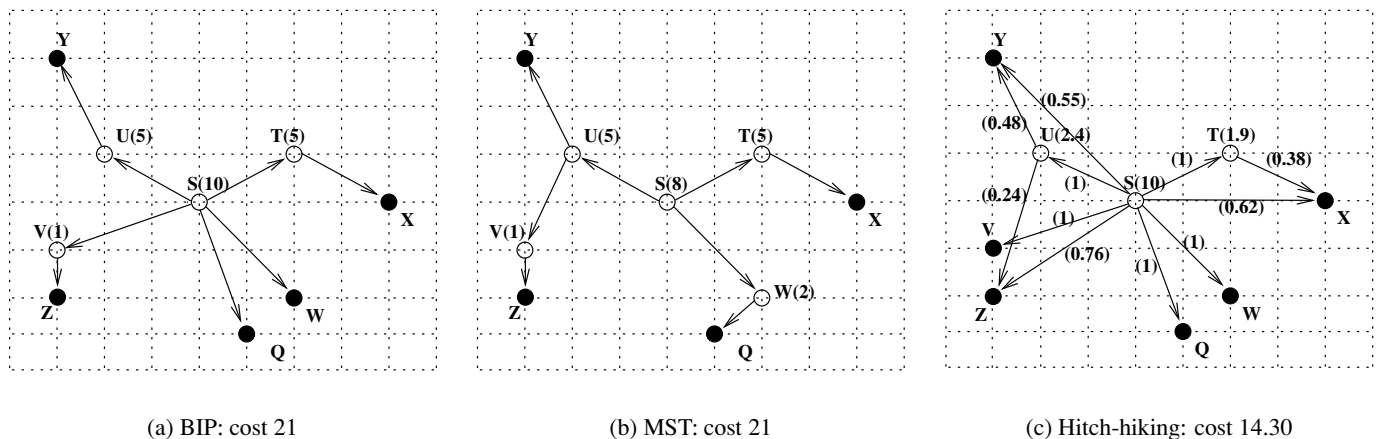 Y
U(5)
T(5)
S(10)
X
V(1)
Z
W
Q
(a) BIP: cost 21
Y
U(5)
T(5)
S(8)
X
V(1)
W(2)
Z
Q
(b) MST: cost 21
Y
(0.55)
(0.48)
U(2.4)
T(1.9)
(1)
(0.38)
S(10)
(1)
(0.24)
X
(0.62)
V
(1)
(1)
(0.76)
(1)
Z
W
Q
(c) Hitch-hiking: cost 14.30